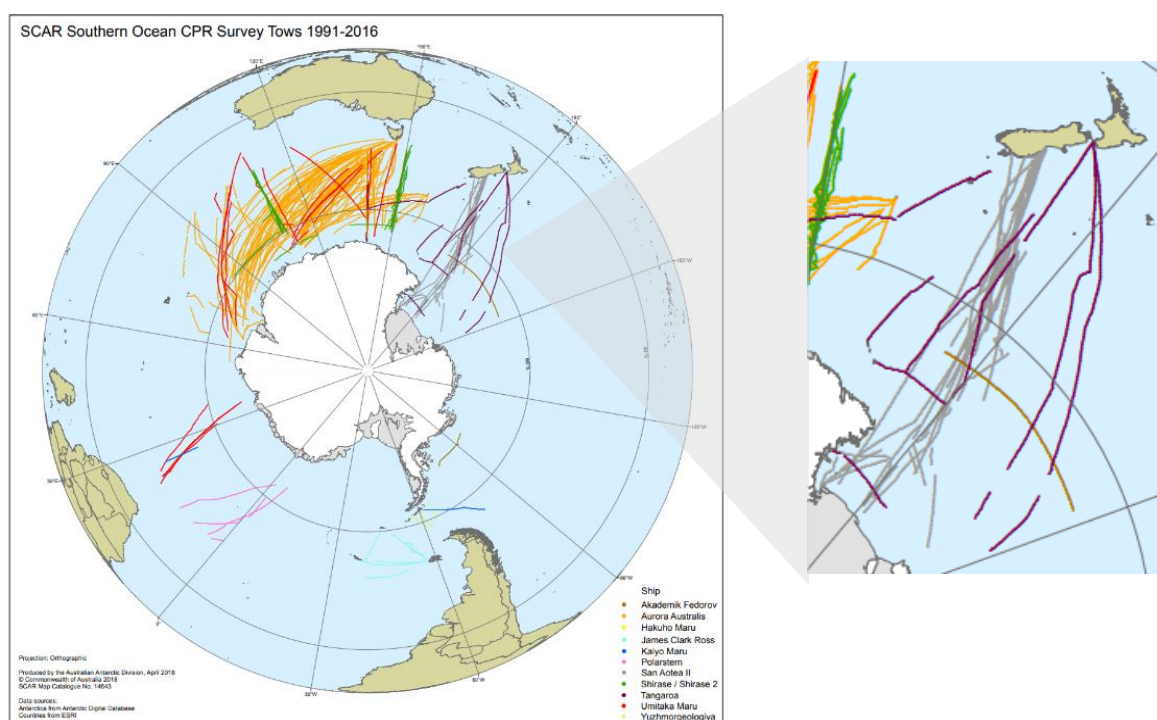 SCAR Southern Ocean CPR Survey Tows 1991-2016
120°E
150°E
180°
90°E
150°W
60°E
120°W
30°E
60°S
0°
30°W
60°W
90°W
Ship
Akademik Fedorov
Aurora Australis
Hakuho Maru
James Clark Ross
Kaiyo Maru
Polarstern
San Aotea II
Shirase / Shirase 2
Tangaroa
Umitaka Maru
Yuzhmorgeologiya
Projection: Orthographic
Produced by the Australian Antarctic Division, April 2018
© Commonwealth of Australia 2018
SCAR Map Catalogue No. 14643
Data sources:
Antarctica from Antarctic Digital Database
Countries from ESRI